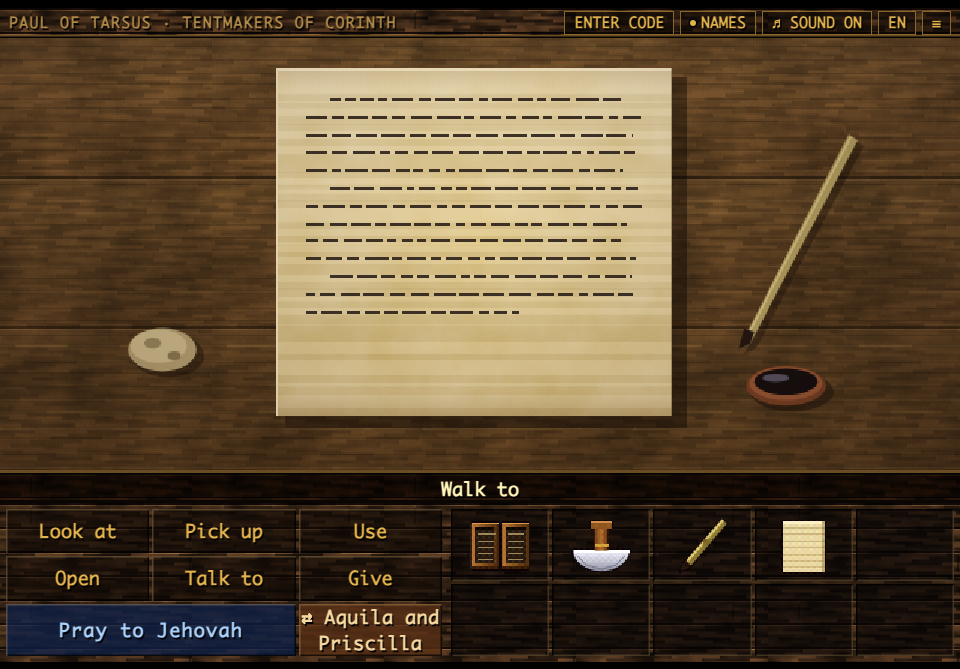 PAUL OF TARSUS · TENTMAKERS OF CORINTH
ENTER CODE
• NAMES
♬ SOUND ON
EN
≡
Walk to
Look at
Pick up
Use
Open
Talk to
Give
Pray to Jehovah
⇄ Aquila and
Priscilla